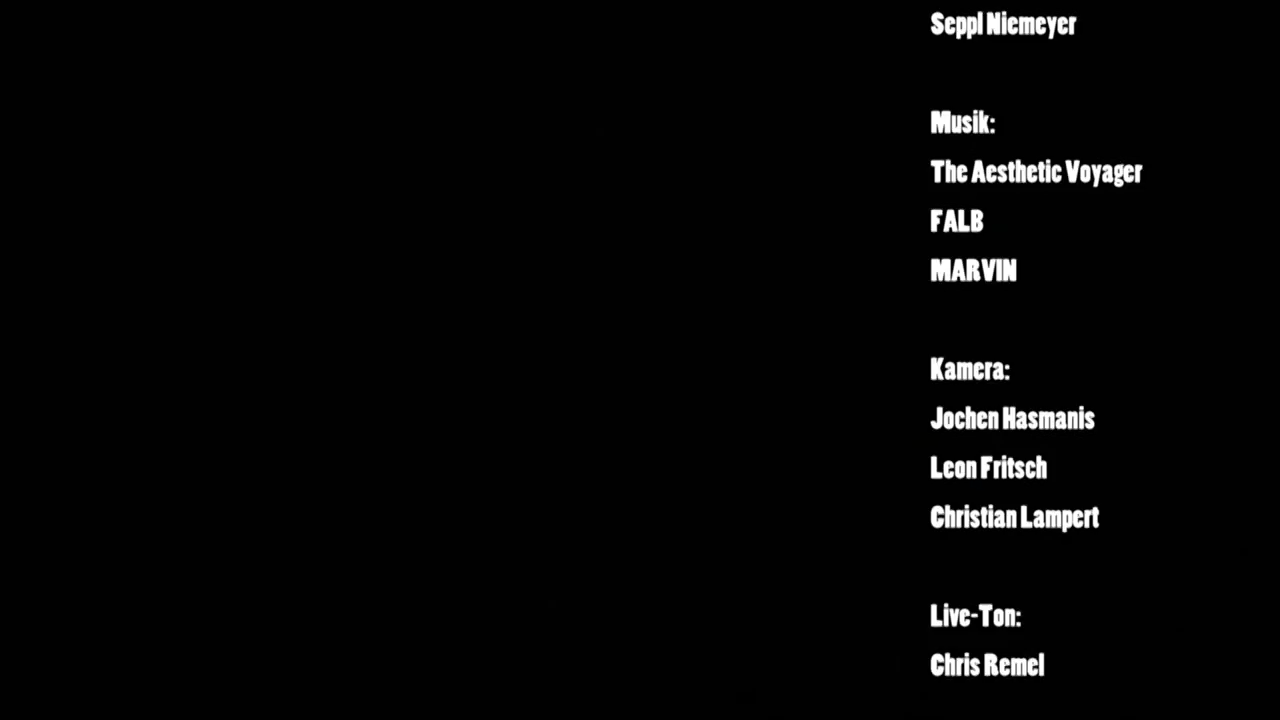 Seppl Niemeyer
Musik:
The Aesthetic Voyager
FALB
MARVIN
Kamera:
Jochen Hasmanis
Leon Fritsch
Christian Lampert
Live-Ton:
Chris Remel